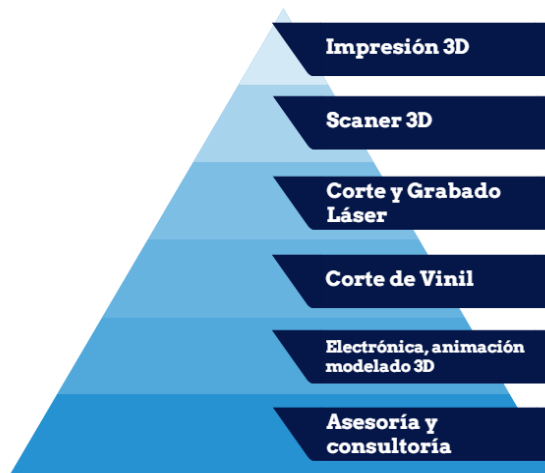 Impresión 3D
Scaner 3D
Corte y Grabado
Láser
Corte de Vinil
Electrónica, animación
modelado 3D
Asesoría y
consultoría